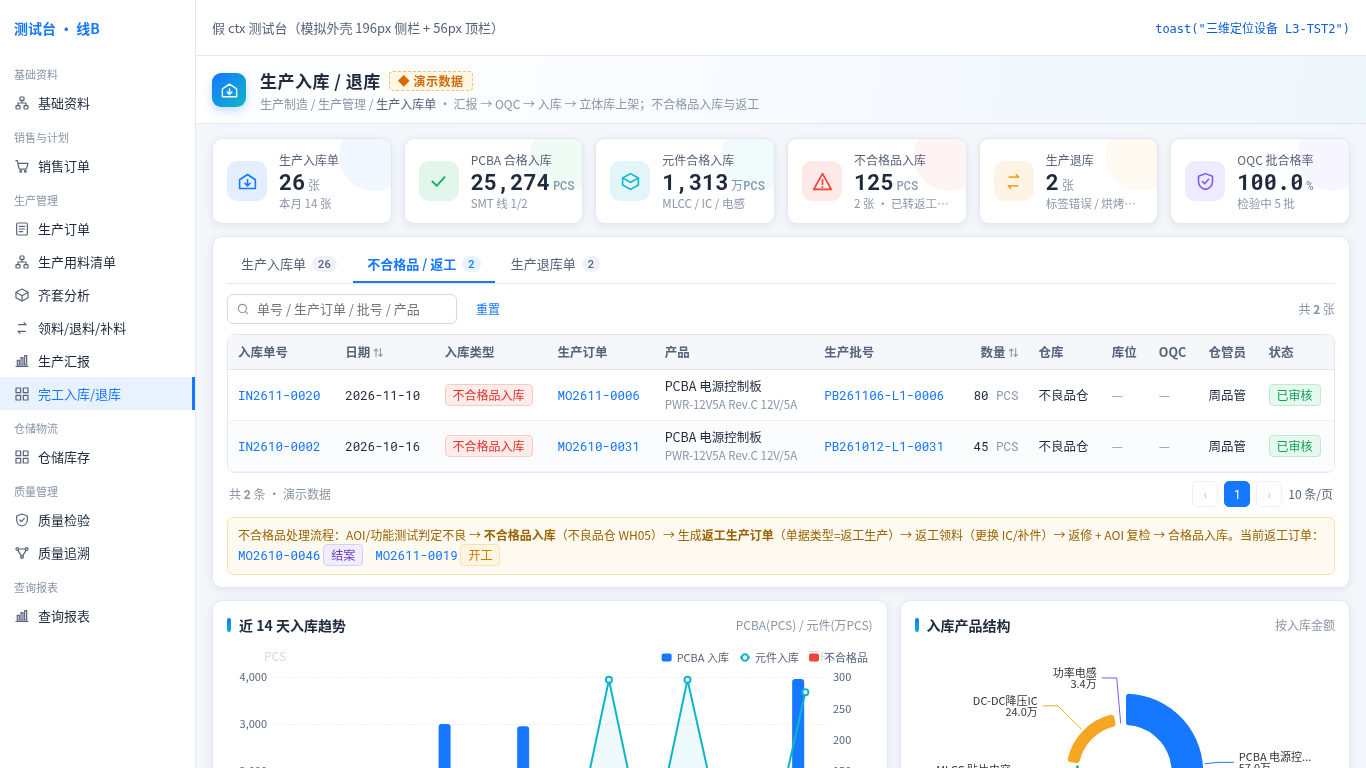 测试台 · 线B
假 ctx 测试台（模拟外壳 196px 侧栏 + 56px 顶栏）
toast("三维定位设备 L3-TST2")
基础资料
基础资料
销售与计划
销售订单
生产管理
生产订单
生产用料清单
齐套分析
领料/退料/补料
生产汇报
完工入库/退库
仓储物流
仓储库存
质量管理
质量检验
质量追溯
查询报表
查询报表
生产入库 / 退库
◆ 演示数据
生产制造 / 生产管理 / 生产入库单 · 汇报 → OQC → 入库 → 立体库上架；不合格品入库与返工
生产入库单
26 张
本月 14 张
PCBA 合格入库
25,274 PCS
SMT 线 1/2
元件合格入库
1,313 万PCS
MLCC / IC / 电感
不合格品入库
125 PCS
2 张 · 已转返工…
生产退库
2 张
标签错误 / 烘烤…
OQC 批合格率
100.0 %
检验中 5 批
生产入库单 26
不合格品 / 返工 2
生产退库单 2
单号 / 生产订单 / 批号 / 产品
重置
共 2 张
入库单号 日期 ⇅ 入库类型 生产订单 产品 生产批号 数量 ⇅ 仓库 库位 OQC 仓管员 状态
IN2611-0020 2026-11-10 不合格品入库 MO2611-0006 PCBA 电源控制板 PB261106-L1-0006 80 PCS 不良品仓 — — 周品管 已审核
PWR-12V5A Rev.C 12V/5A
IN2610-0002 2026-10-16 不合格品入库 MO2610-0031 PCBA 电源控制板 PB261012-L1-0031 45 PCS 不良品仓 — — 周品管 已审核
PWR-12V5A Rev.C 12V/5A
共 2 条 · 演示数据
‹ 1 › 10 条/页
不合格品处理流程：AOI/功能测试判定不良 → 不合格品入库（不良品仓 WH05）→ 生成返工生产订单（单据类型=返工生产）→ 返工领料（更换 IC/补件）→ 返修 + AOI 复检 → 合格品入库。当前返工订单：
MO2610-0046 结案 MO2611-0019 开工
近 14 天入库趋势
PCBA(PCS) / 元件(万PCS)
PCS
PCBA 入库 元件入库 不合格品
4,000
3,000
300
250
200
入库产品结构
按入库金额
功率电感
3.4万
DC-DC降压IC
24.0万
PCBA 电源控...